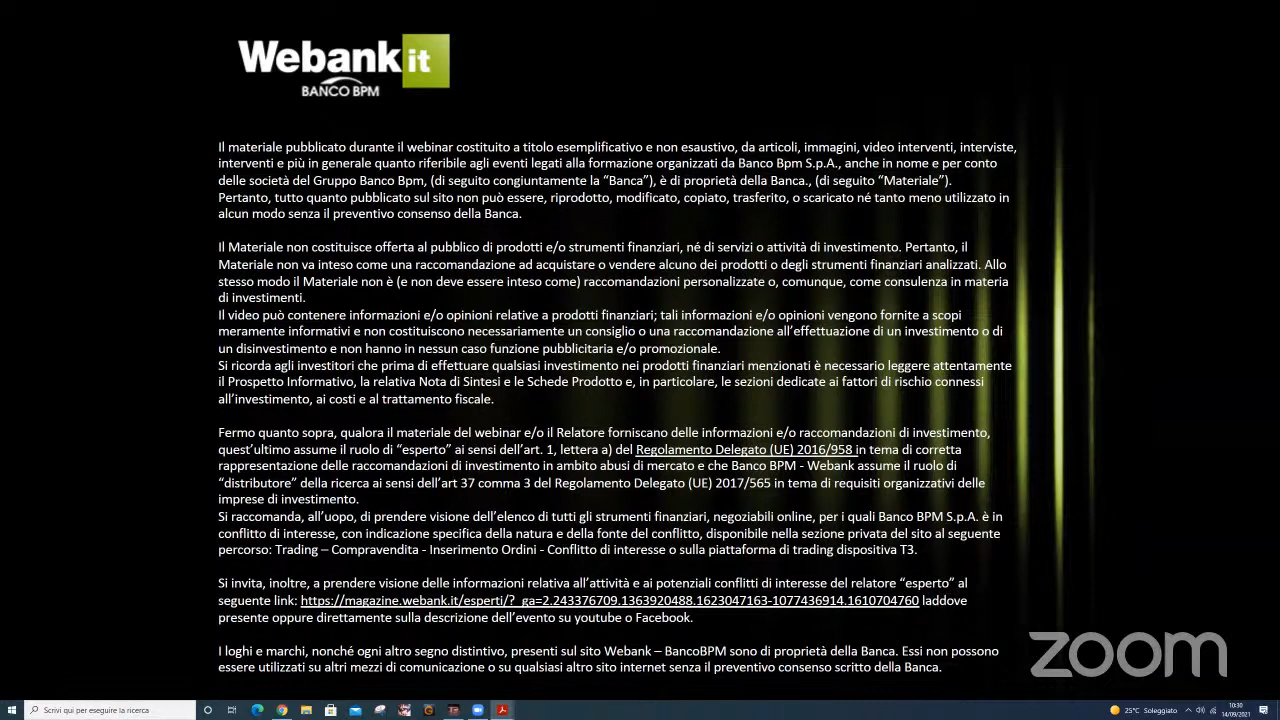 Webank it
BANCO BPM
Il materiale pubblicato durante il webinar costituito a titolo esemplificativo e non esaustivo, da articoli, immagini, video interventi, interviste,
interventi e più in generale quanto riferibile agli eventi legati alla formazione organizzati da Banco Bpm S.p.A., anche in nome e per conto
delle società del Gruppo Banco Bpm, (di seguito congiuntamente la “Banca”), è di proprietà della Banca., (di seguito “Materiale”).
Pertanto, tutto quanto pubblicato sul sito non può essere, riprodotto, modificato, copiato, trasferito, o scaricato né tanto meno utilizzato in
alcun modo senza il preventivo consenso della Banca.
Il Materiale non costituisce offerta al pubblico di prodotti e/o strumenti finanziari, né di servizi o attività di investimento. Pertanto, il
Materiale non va inteso come una raccomandazione ad acquistare o vendere alcuno dei prodotti o degli strumenti finanziari analizzati. Allo
stesso modo il Materiale non è (e non deve essere inteso come) raccomandazioni personalizzate o, comunque, come consulenza in materia
di investimenti.
Il video può contenere informazioni e/o opinioni relative a prodotti finanziari; tali informazioni e/o opinioni vengono fornite a scopi
meramente informativi e non costituiscono necessariamente un consiglio o una raccomandazione all’effettuazione di un investimento o di
un disinvestimento e non hanno in nessun caso funzione pubblicitaria e/o promozionale.
Si ricorda agli investitori che prima di effettuare qualsiasi investimento nei prodotti finanziari menzionati è necessario leggere attentamente
il Prospetto Informativo, la relativa Nota di Sintesi e le Schede Prodotto e, in particolare, le sezioni dedicate ai fattori di rischio connessi
all’investimento, ai costi e al trattamento fiscale.
Fermo quanto sopra, qualora il materiale del webinar e/o il Relatore forniscano delle informazioni e/o raccomandazioni di investimento,
quest’ultimo assume il ruolo di “esperto” ai sensi dell’art. 1, lettera a) del Regolamento Delegato (UE) 2016/958 in tema di corretta
rappresentazione delle raccomandazioni di investimento in ambito abusi di mercato e che Banco BPM - Webank assume il ruolo di
“distributore” della ricerca ai sensi dell’art 37 comma 3 del Regolamento Delegato (UE) 2017/565 in tema di requisiti organizzativi delle
imprese di investimento.
Si raccomanda, all’uopo, di prendere visione dell’elenco di tutti gli strumenti finanziari, negoziabili online, per i quali Banco BPM S.p.A. è in
conflitto di interesse, con indicazione specifica della natura e della fonte del conflitto, disponibile nella sezione privata del sito al seguente
percorso: Trading – Compravendita - Inserimento Ordini - Conflitto di interesse o sulla piattaforma di trading dispositiva T3.
Si invita, inoltre, a prendere visione delle informazioni relativa all’attività e ai potenziali conflitti di interesse del relatore “esperto” al
seguente link: https://magazine.webank.it/esperti/?_ga=2.243376709.1363920488.1623047163-1077436914.1610704760 laddove
presente oppure direttamente sulla descrizione dell’evento su youtube o Facebook.
I loghi e marchi, nonché ogni altro segno distintivo, presenti sul sito Webank – BancoBPM sono di proprietà della Banca. Essi non possono
essere utilizzati su altri mezzi di comunicazione o su qualsiasi altro sito internet senza il preventivo consenso scritto della Banca.
zoom
Scrivi qui per eseguire la ricerca
25°C Soleggiato
10:30
14/09/2021